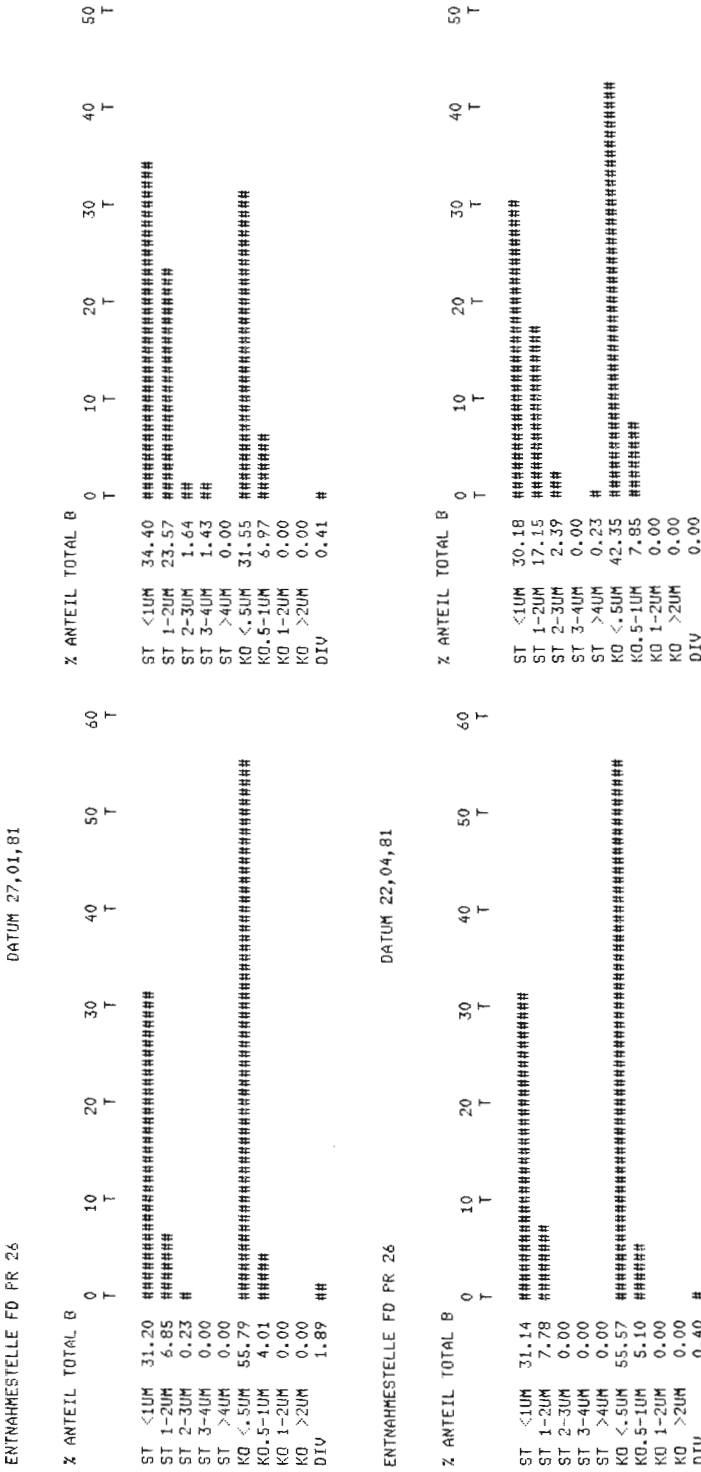 ENTNAHMESTELLE FD PR 26 DATUM 27,01,81
% ANTEIL TOTAL B 0 10 20 30 40 50 60
T T T T T T T
ST <1UM 31.20
ST 1-2UM 6.85
ST 2-3UM 0.23
ST 3-4UM 0.00
ST >4UM 0.00
KO <.5UM 55.79
KO.5-1UM 4.01
KO 1-2UM 0.00
KO >2UM 0.00
DIV 1.89
% ANTEIL TOTAL B 0 10 20 30 40 50
T T T T T T
ST <1UM 34.40
ST 1-2UM 23.57
ST 2-3UM 1.64
ST 3-4UM 1.43
ST >4UM 0.00
KO <.5UM 31.55
KO.5-1UM 6.97
KO 1-2UM 0.00
KO >2UM 0.00
DIV 0.41
ENTNAHMESTELLE FD PR 26 DATUM 22,04,81
% ANTEIL TOTAL B 0 10 20 30 40 50 60
T T T T T T T
ST <1UM 31.14
ST 1-2UM 7.78
ST 2-3UM 0.00
ST 3-4UM 0.00
ST >4UM 0.00
KO <.5UM 55.57
KO.5-1UM 5.10
KO 1-2UM 0.00
KO >2UM 0.00
DIV 0.40
% ANTEIL TOTAL B 0 10 20 30 40 50
T T T T T T
ST <1UM 30.18
ST 1-2UM 17.15
ST 2-3UM 2.39
ST 3-4UM 0.00
ST >4UM 0.23
KO <.5UM 42.35
KO.5-1UM 7.85
KO 1-2UM 0.00
KO >2UM 0.00
DIV 0.00